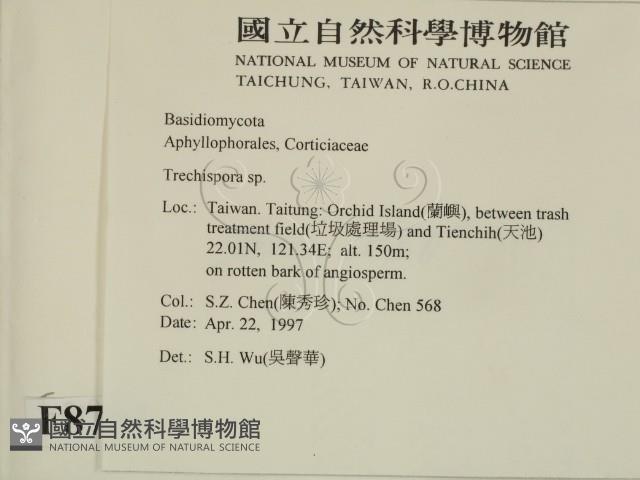 國立自然科學博物館
NATIONAL MUSEUM OF NATURAL SCIENCE
TAICHUNG, TAIWAN, R.O.CHINA
Basidiomycota
Aphyllophorales, Corticiaceae
Trechispora sp.
Loc.: Taiwan. Taitung: Orchid Island(蘭嶼), between trash
treatment field(垃圾處理場) and Tienchih(天池)
22.01N, 121.34E; alt. 150m;
on rotten bark of angiosperm.
Col.: S.Z. Chen(陳秀珍); No. Chen 568
Date: Apr. 22, 1997
Det.: S.H. Wu(吳聲華)
F87
國立自然科學博物館
NATIONAL MUSEUM OF NATURAL SCIENCE